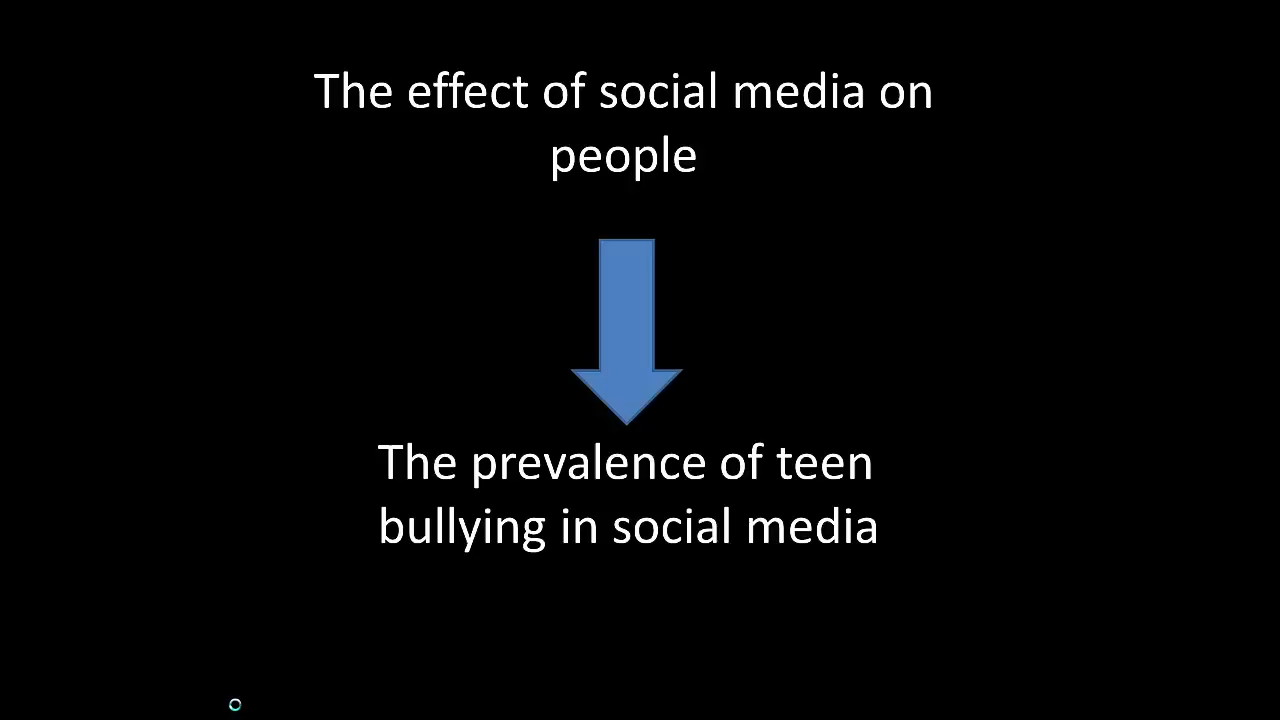 The effect of social media on
people
The prevalence of teen
bullying in social media